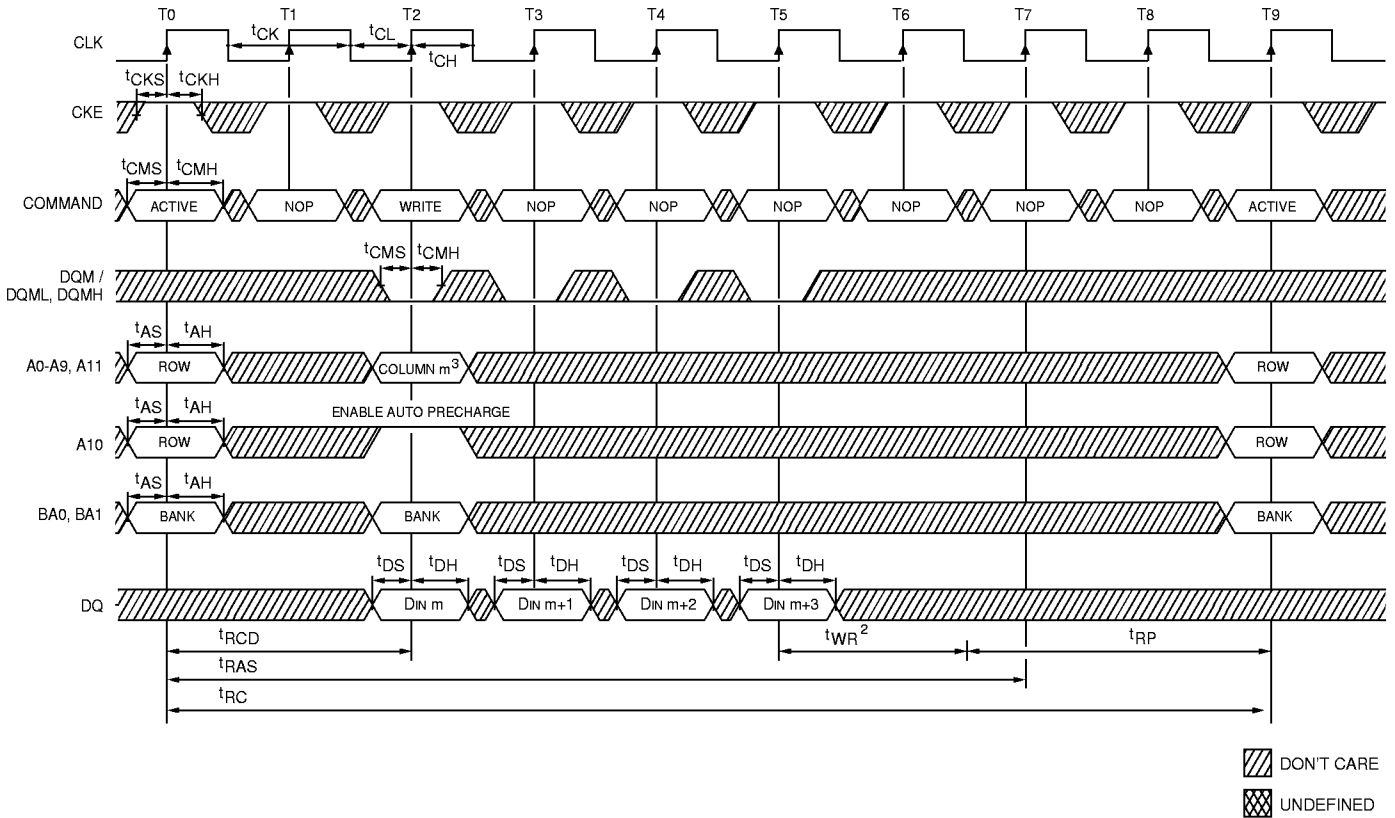 T0 T1 T2 T3 T4 T5 T6 T7 T8 T9
CLK tCK tCL tCH
tCKS tCKH
CKE
tCMS tCMH
COMMAND ACTIVE NOP WRITE NOP NOP NOP NOP NOP NOP ACTIVE
tCMS tCMH
DQM /
DQML, DQMH
tAS tAH
A0-A9, A11 ROW COLUMN m3 ROW
tAS tAH ENABLE AUTO PRECHARGE
A10 ROW ROW
tAS tAH
BA0, BA1 BANK BANK BANK
tDS tDH tDS tDH tDS tDH tDS tDH
DQ DIN m DIN m+1 DIN m+2 DIN m+3
tRCD tWR2 tRP
tRAS
tRC
DON'T CARE
UNDEFINED